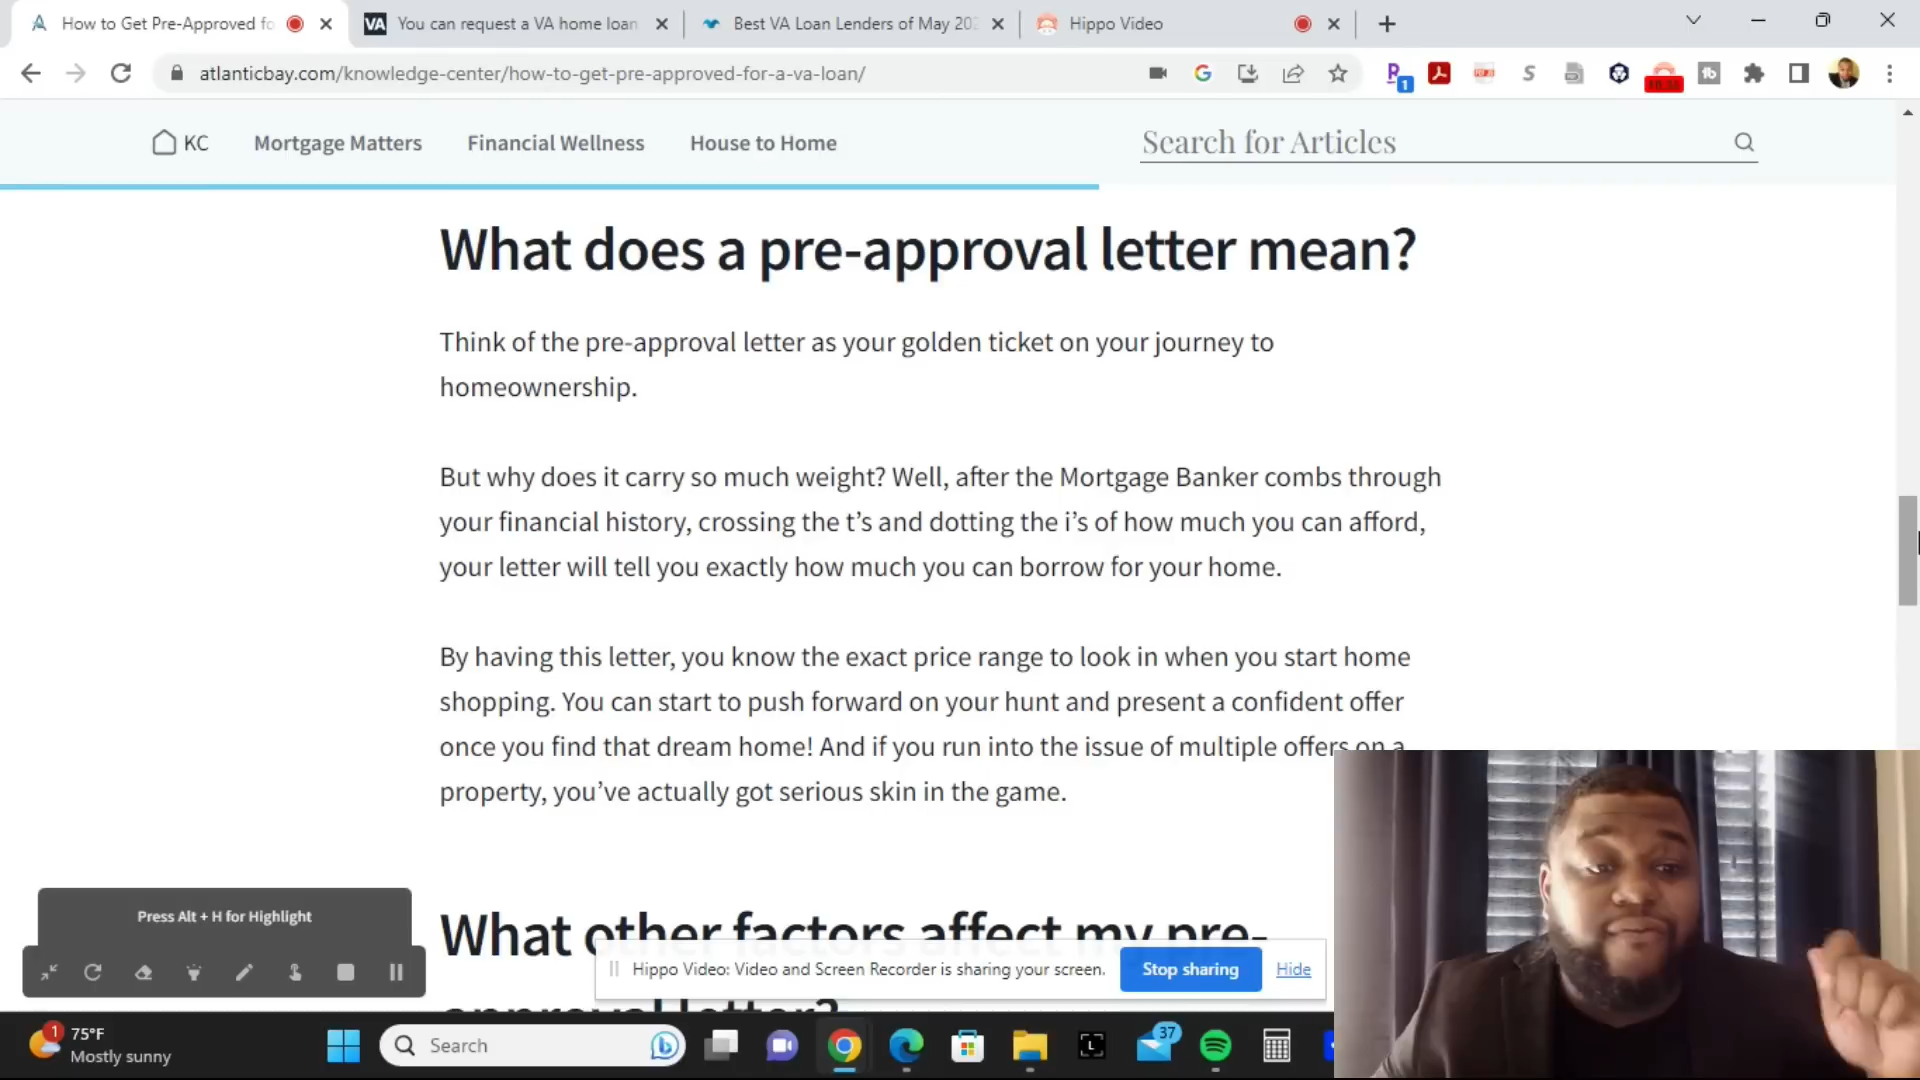 How to Get Pre-Approved fo
You can request a VA home loan
Best VA Loan Lenders of May 202
Hippo Video
atlanticbay.com/knowledge-center/how-to-get-pre-approved-for-a-va-loan/
1
KC
Mortgage Matters
Financial Wellness
House to Home
Search for Articles
What does a pre-approval letter mean?
Think of the pre-approval letter as your golden ticket on your journey to
homeownership.
But why does it carry so much weight? Well, after the Mortgage Banker combs through
your financial history, crossing the t’s and dotting the i’s of how much you can afford,
your letter will tell you exactly how much you can borrow for your home.
By having this letter, you know the exact price range to look in when you start home
shopping. You can start to push forward on your hunt and present a confident offer
once you find that dream home! And if you run into the issue of multiple offers on a
property, you’ve actually got serious skin in the game.
What other factors affect my pre-
approval letter?
Press Alt + H for Highlight
Hippo Video: Video and Screen Recorder is sharing your screen.
Stop sharing
Hide
1
75°F
Mostly sunny
Search
37